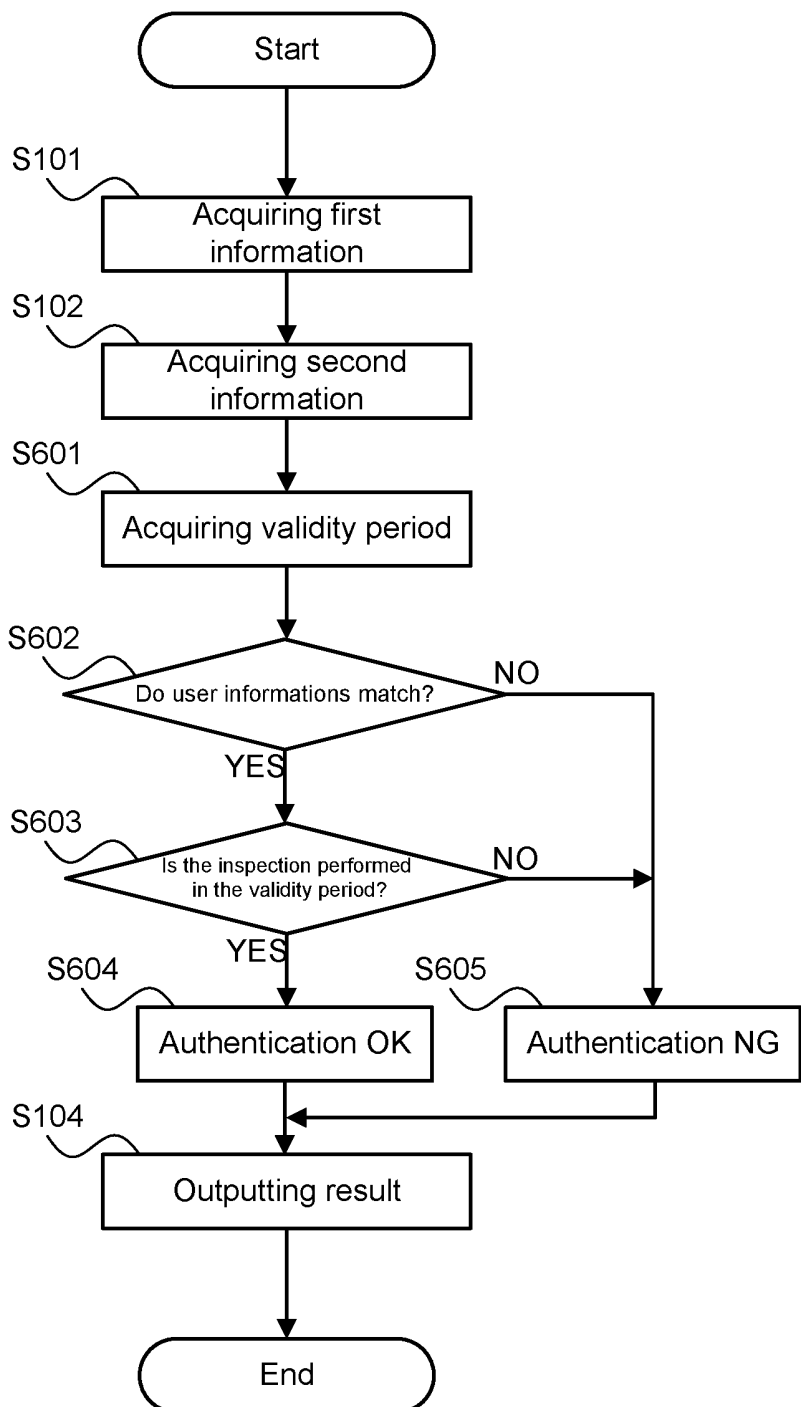 Start
S101
Acquiring first
information
S102
Acquiring second
information
S601
Acquiring validity period
S602
Do user informations match?
NO
YES
S603
Is the inspection performed
in the validity period?
NO
YES
S604
Authentication OK
S605
Authentication NG
S104
Outputting result
End